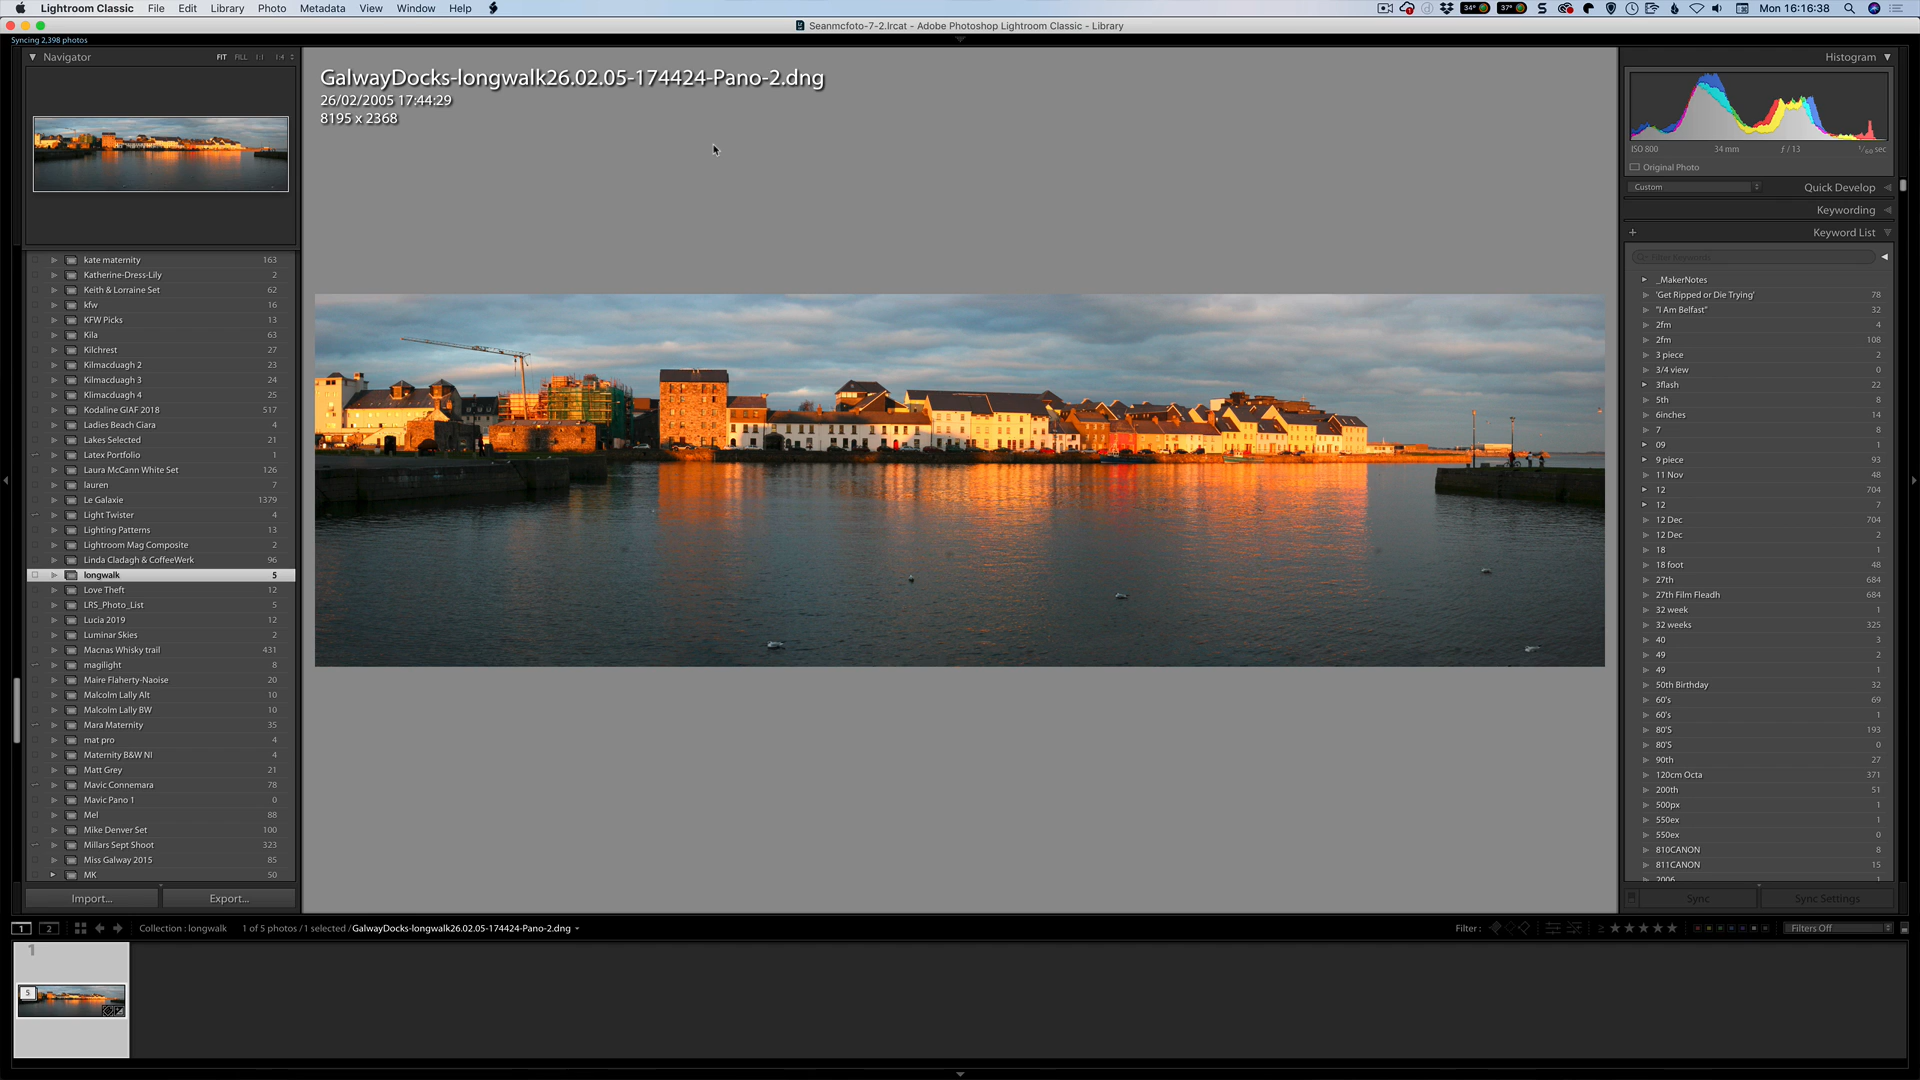 Lightroom Classic File Edit Library Photo Metadata View Window Help
34° 37° Mon 16:16:38
Seanmcfoto-7-2.lrcat - Adobe Photoshop Lightroom Classic - Library
Syncing 2,398 photos
Navigator FIT FILL 1:1 1:4
kate maternity 163
Katherine-Dress-Lily 2
Keith & Lorraine Set 62
kfw 16
KFW Picks 13
Kila 63
Kilchrest 27
Kilmacduagh 2 23
Kilmacduagh 3 24
Klimacduagh 4 25
Kodaline GIAF 2018 517
Ladies Beach Ciara 4
Lakes Selected 21
Latex Portfolio 1
Laura McCann White Set 126
lauren 7
Le Galaxie 1379
Light Twister 4
Lighting Patterns 13
Lightroom Mag Composite 2
Linda Cladagh & CoffeeWerk 96
longwalk 5
Love Theft 12
LRS_Photo_List 5
Lucia 2019 12
Luminar Skies 2
Macnas Whisky trail 431
magilight 8
Maire Flaherty-Naoise 20
Malcolm Lally Alt 10
Malcolm Lally BW 10
Mara Maternity 35
mat pro 4
Maternity B&W NI 4
Matt Grey 21
Mavic Connemara 78
Mavic Pano 1 0
Mel 88
Mike Denver Set 100
Millars Sept Shoot 323
Miss Galway 2015 85
MK 50
Import... Export...
GalwayDocks-longwalk26.02.05-174424-Pano-2.dng
26/02/2005 17:44:29
8195 x 2368
Histogram
ISO 800 34 mm ƒ / 13 1/60 sec
Original Photo
Custom Quick Develop
Keywording
+ Keyword List
Filter Keywords
_MakerNotes
'Get Ripped or Die Trying' 78
"I Am Belfast" 32
2fm 4
2fm 108
3 piece 2
3/4 view 0
3flash 22
5th 8
6inches 14
7 8
09 1
9 piece 93
11 Nov 48
12 704
12 7
12 Dec 704
12 Dec 2
18 1
18 foot 48
27th 684
27th Film Fleadh 684
32 week 1
32 weeks 325
40 3
49 2
49 1
50th Birthday 32
60's 69
60's 1
80'S 193
80'S 0
90th 27
120cm Octa 371
200th 51
500px 1
550ex 1
550ex 0
810CANON 8
811CANON 15
2006 1
Sync Sync Settings
1 2 Collection : longwalk 1 of 5 photos / 1 selected / GalwayDocks-longwalk26.02.05-174424-Pano-2.dng
Filter : ≥ ★★★★★ Filters Off
1
5